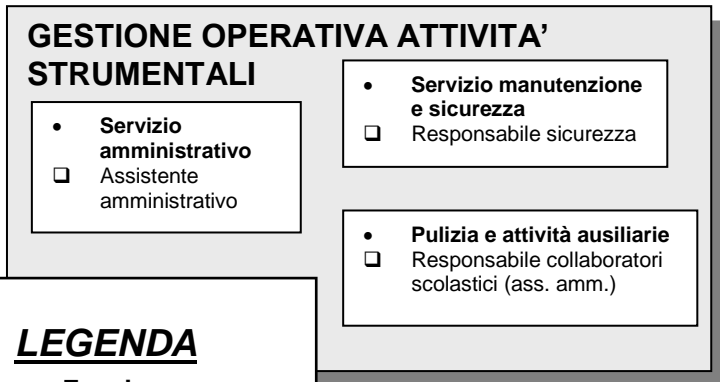 GESTIONE OPERATIVA ATTIVITA’
STRUMENTALI
• Servizio
amministrativo
❑ Assistente
amministrativo
• Servizio manutenzione
e sicurezza
❑ Responsabile sicurezza
• Pulizia e attività ausiliarie
❑ Responsabile collaboratori
scolastici (ass. amm.)
LEGENDA